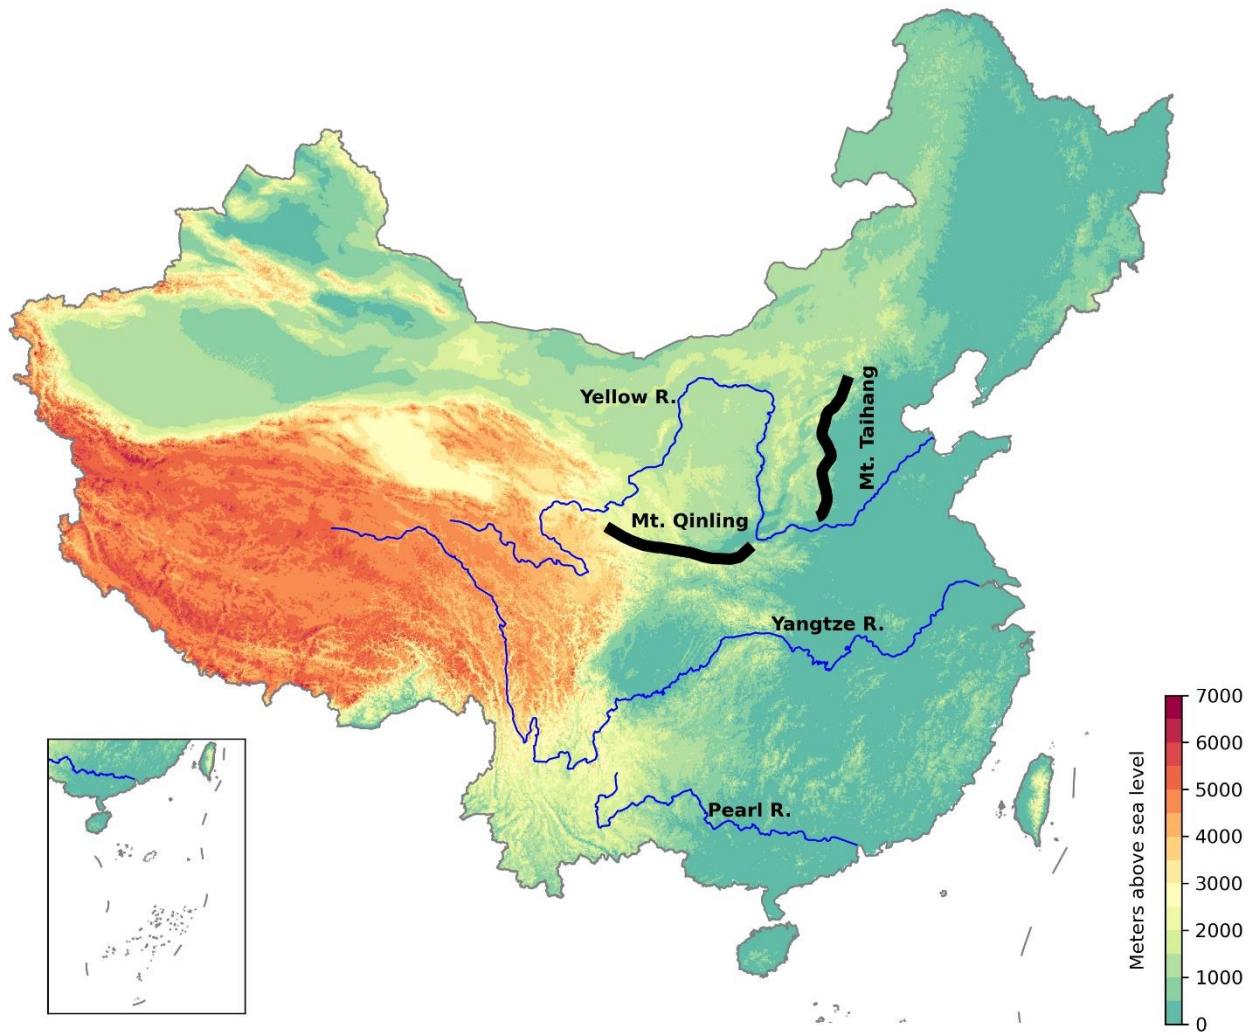 Yellow R.
Mt. Taihang
Mt. Qinling
Yangtze R.
Pearl R.
Meters above sea level
7000
6000
5000
4000
3000
2000
1000
0